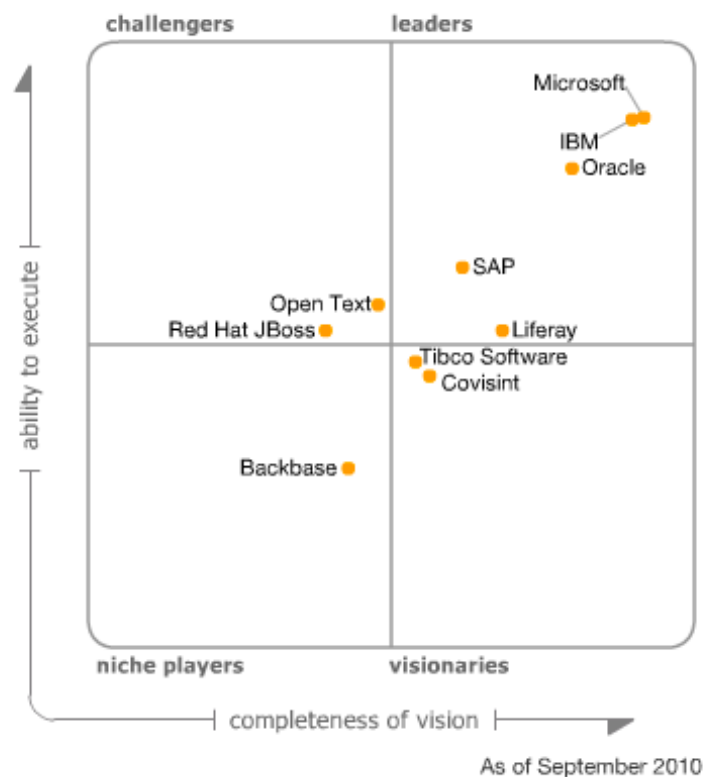 challengers
leaders
Microsoft
IBM
Oracle
SAP
Open Text
Red Hat JBoss
Liferay
Tibco Software
Covisint
Backbase
ability to execute
niche players
visionaries
completeness of vision
As of September 2010